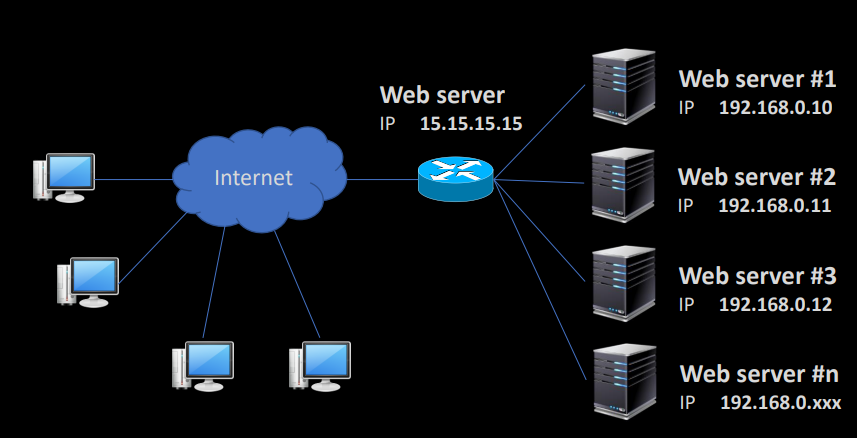 Web server
IP 15.15.15.15
Internet
Web server #1
IP 192.168.0.10
Web server #2
IP 192.168.0.11
Web server #3
IP 192.168.0.12
Web server #n
IP 192.168.0.xxx